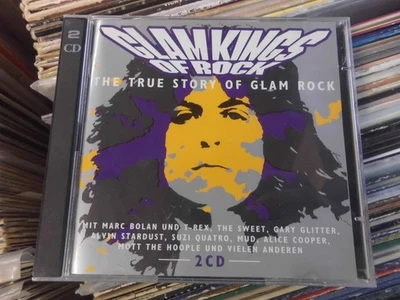 2
CD
GLAM KINGS
OF ROCK
THE TRUE STORY OF GLAM ROCK
MIT MARC BOLAN UND T-REX, THE SWEET, GARY GLITTER,
ALVIN STARDUST, SUZI QUATRO, MUD, ALICE COOPER,
MOTT THE HOOPLE UND VIELEN ANDEREN
2CD